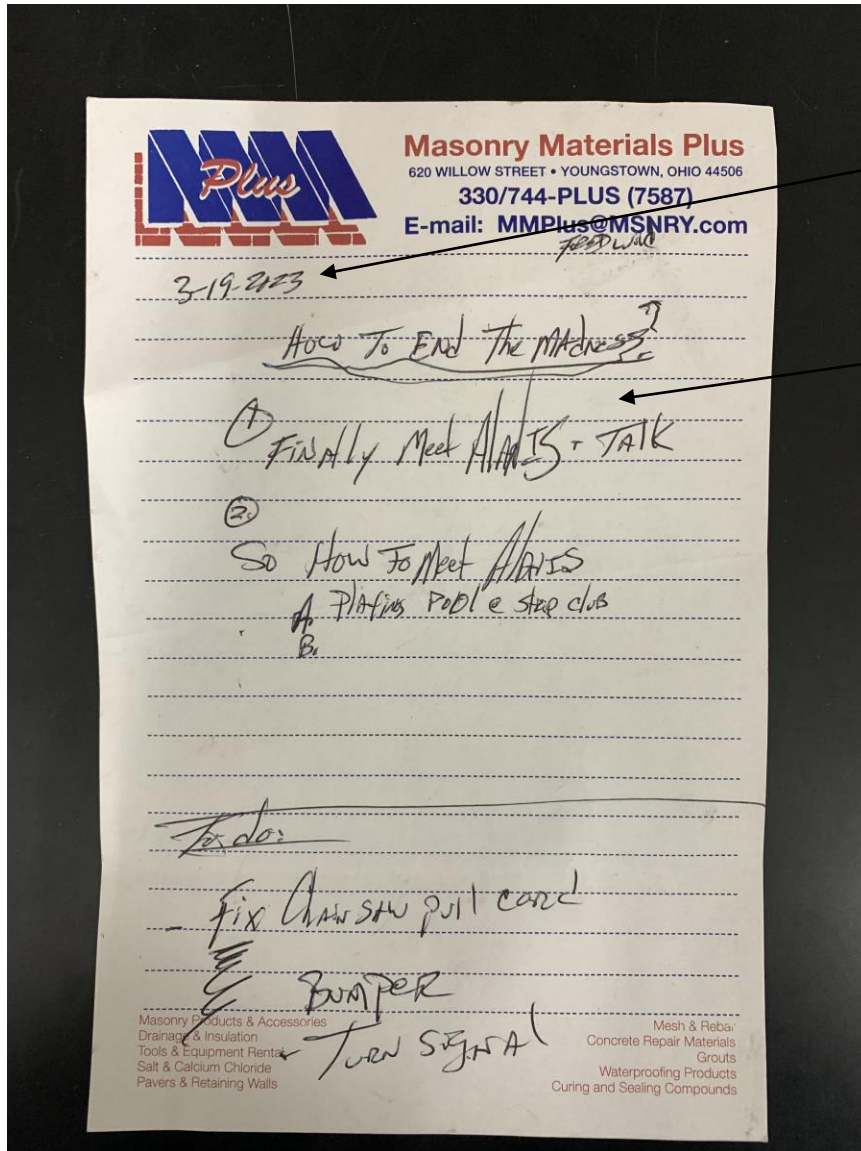 Plus
Masonry Materials Plus
620 WILLOW STREET • YOUNGSTOWN, OHIO 44506
330/744-PLUS (7587)
E-mail: MMPlus@MSNRY.com
3-19-2023
How To End The Madness?
1
Finally Meet Alanis + Talk
2.
So How To Meet Alanis
A. Playing Pool @ strip club
B.
To do:
- Fix Chainsaw pull cord
Bumper
- Turn Signal
Masonry Products & Accessories
Drainage & Insulation
Tools & Equipment Rental
Salt & Calcium Chloride
Pavers & Retaining Walls
Mesh & Rebar
Concrete Repair Materials
Grouts
Waterproofing Products
Curing and Sealing Compounds